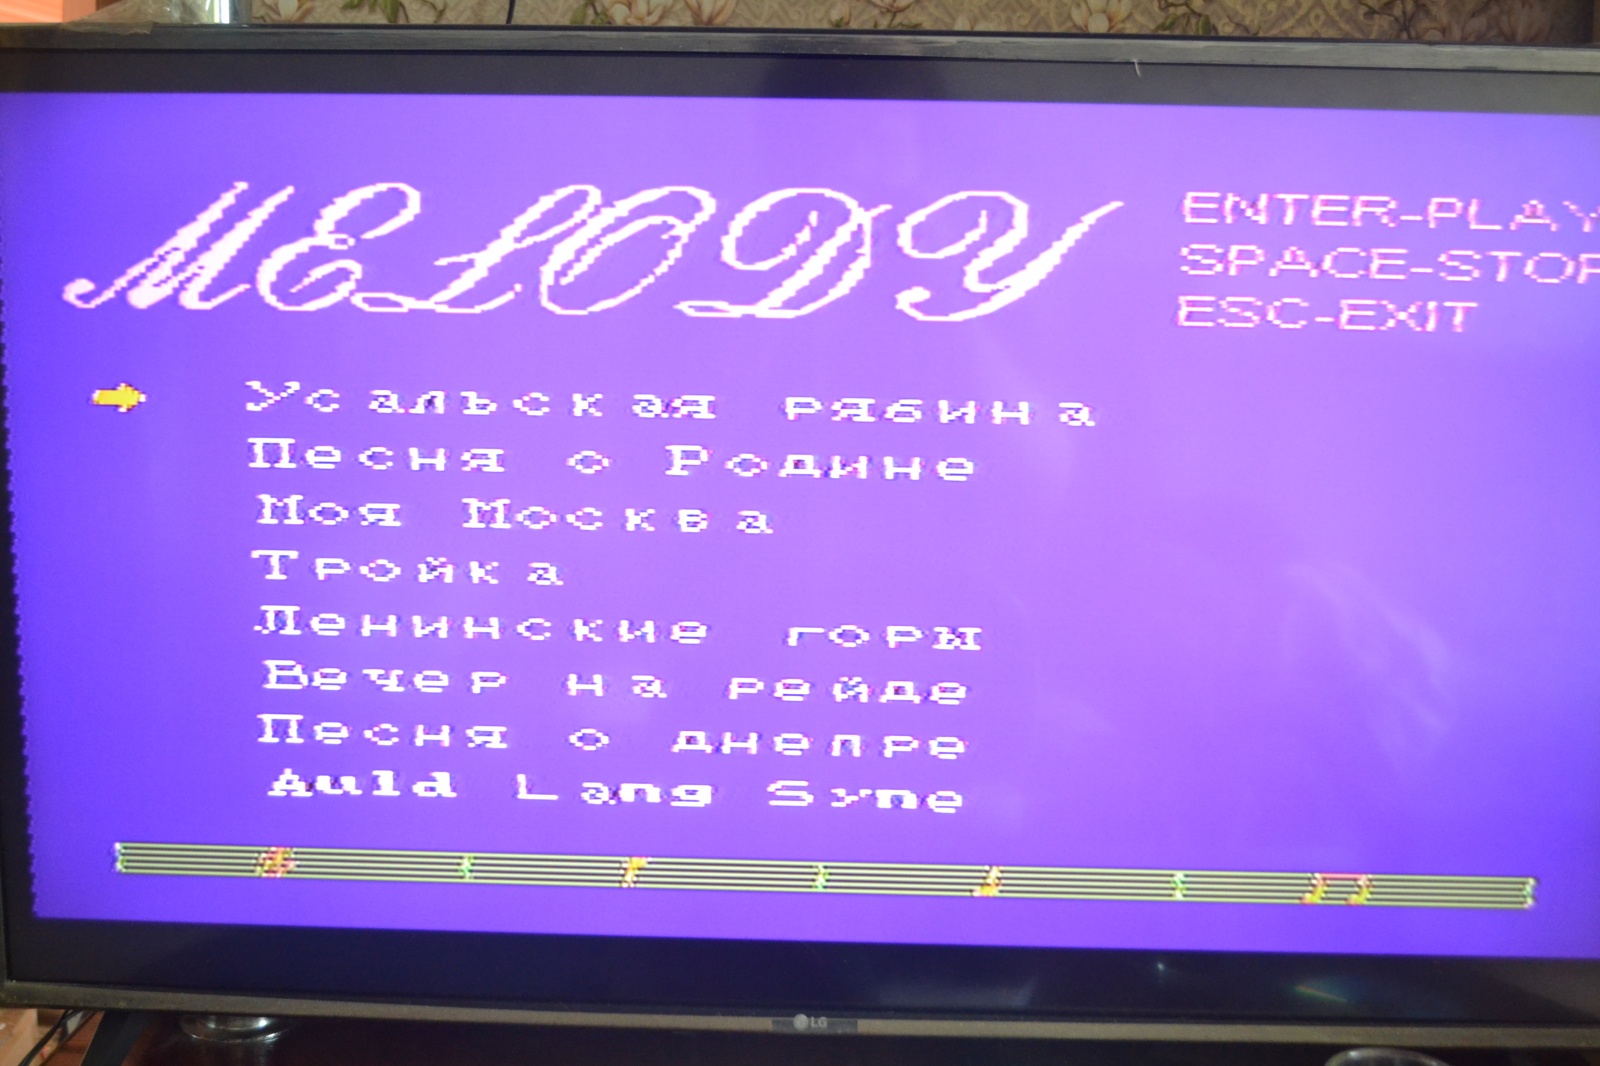 MELODY
ENTER-PLAY
SPACE-STOP
ESC-EXIT
Усальская рябина
Песня о Родине
Моя Москва
Тройка
Ленинские горы
Вечер на рейде
Песня о днепре
Auld Lang Syne
LG